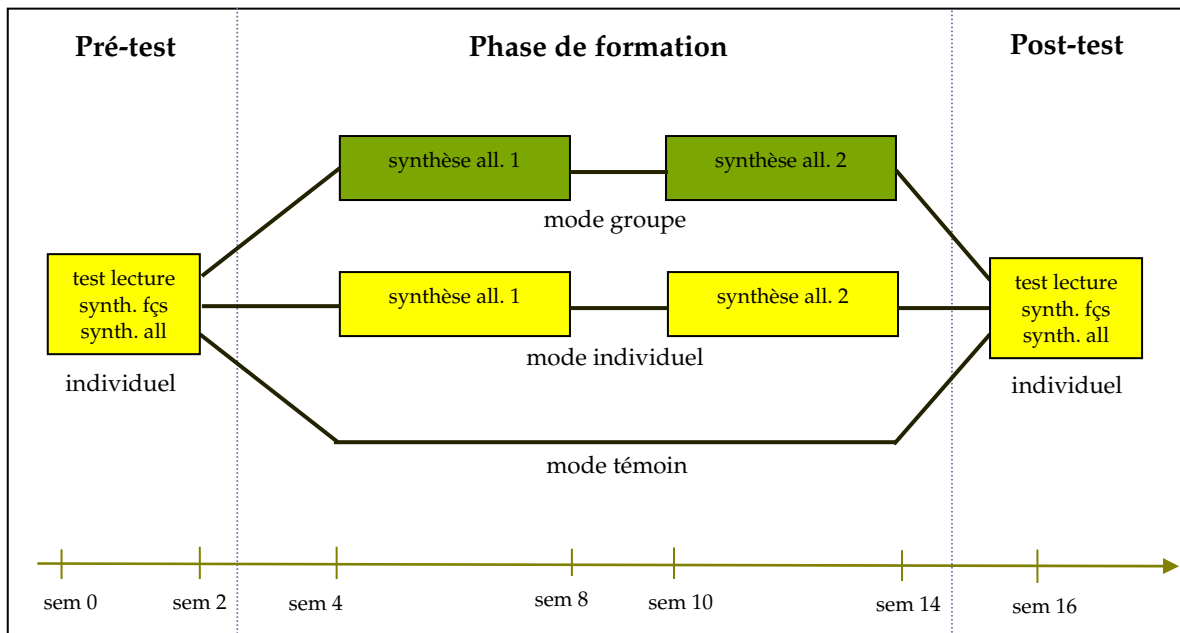 Pré-test
Phase de formation
Post-test
synthèse all. 1
synthèse all. 2
mode groupe
test lecture
synth. fçs
synth. all
individuel
synthèse all. 1
synthèse all. 2
mode individuel
test lecture
synth. fçs
synth. all
individuel
mode témoin
sem 0
sem 2
sem 4
sem 8
sem 10
sem 14
sem 16